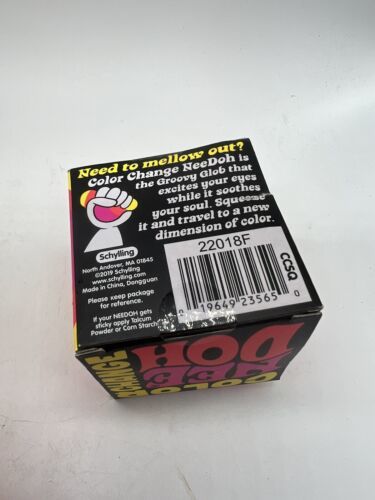 Need to mellow out?
Color Change NeeDoh is
the Groovy Glob that
excites your eyes
while it soothes
your soul. Squeeze
it and travel to a new
dimension of color.
Schylling
North Andover, MA 01845
©2019 Schylling
www.schylling.com
Made in China, Dongguan
Please keep package
for reference.
If your NEEDOH gets
sticky apply Talcum
Powder or Corn Starch
22018F
CCSQ
19649 23565 0
COLOR
CHANGE
NEE
DOH